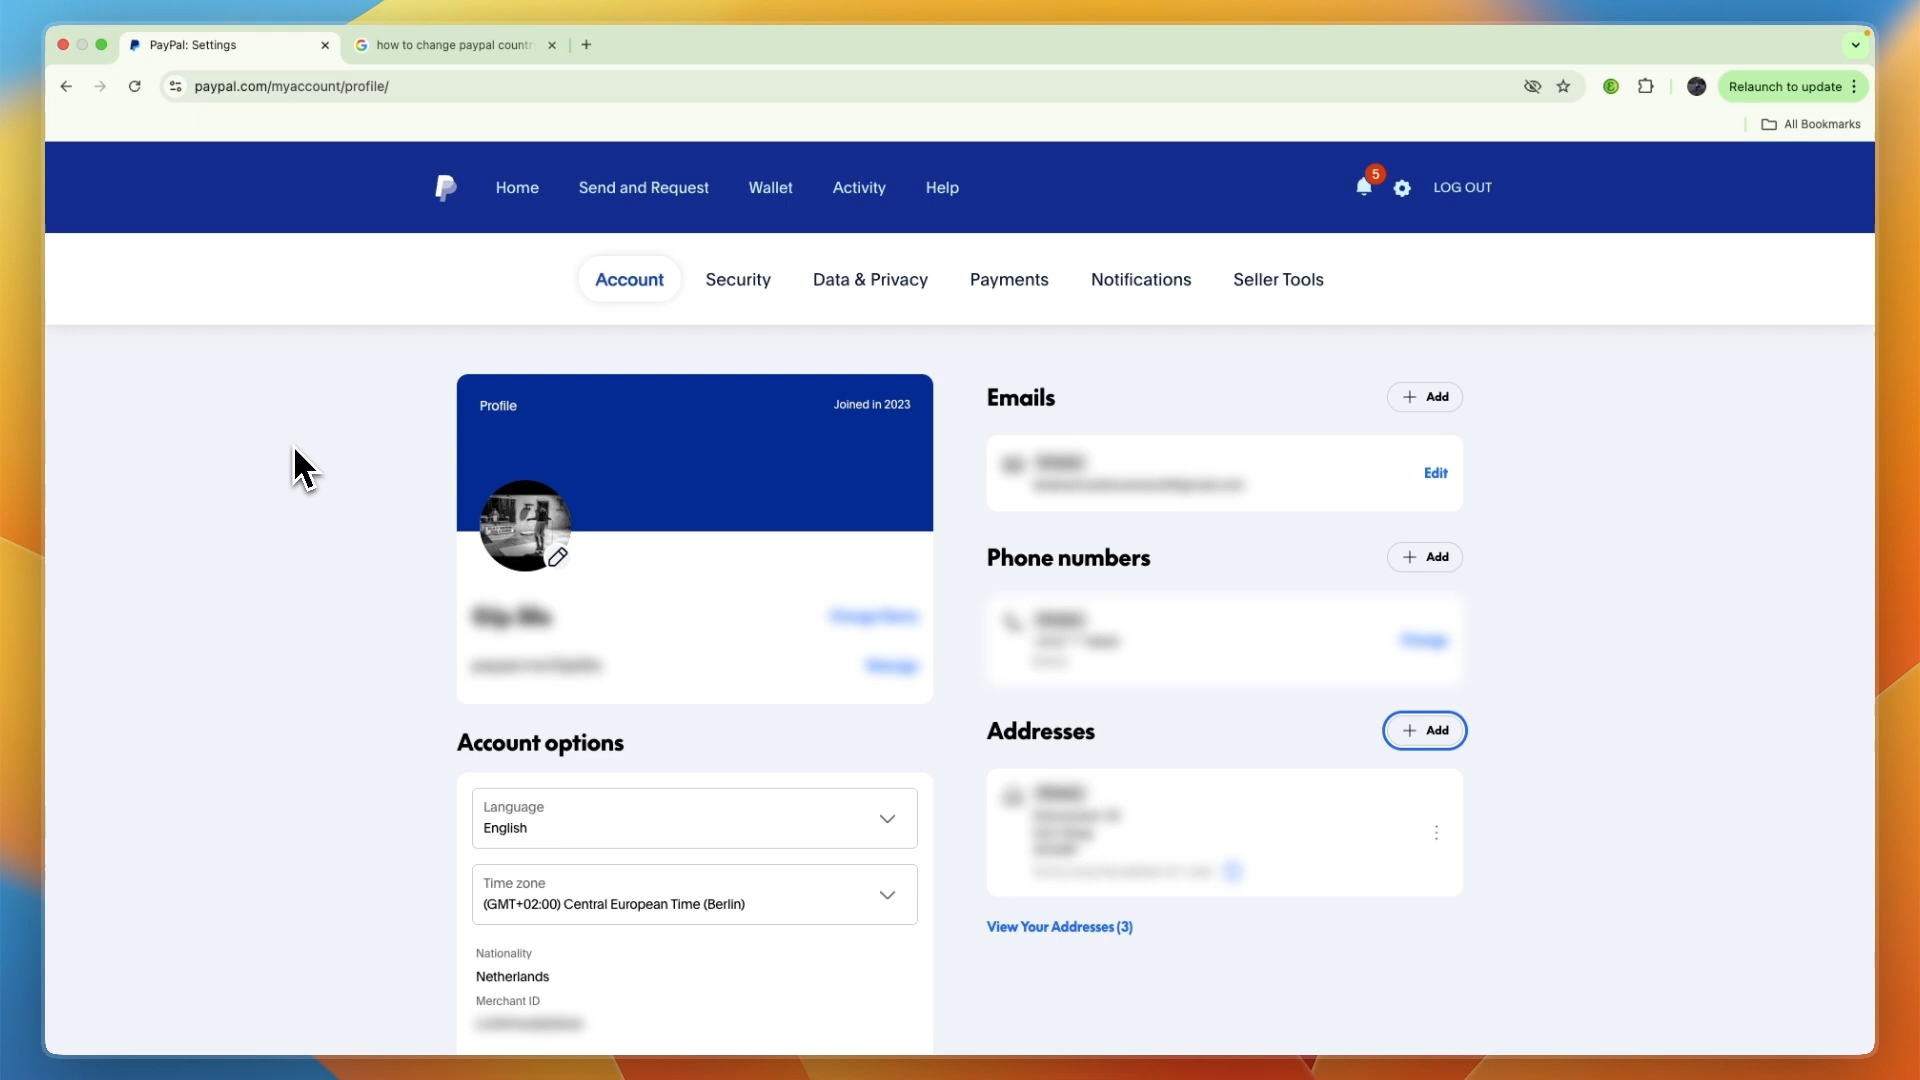 PayPal: Settings
how to change paypal countr
paypal.com/myaccount/profile/
Relaunch to update
All Bookmarks
Home
Send and Request
Wallet
Activity
Help
5
LOG OUT
Account
Security
Data & Privacy
Payments
Notifications
Seller Tools
Profile
Joined in 2023
Emails
Add
Edit
Phone numbers
Add
Addresses
Add
View Your Addresses (3)
Account options
Language
English
Time zone
(GMT+02:00) Central European Time (Berlin)
Nationality
Netherlands
Merchant ID